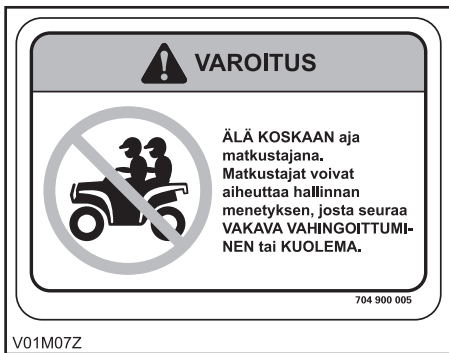 VAROITUS
ÄLÄ KOSKAAN aja
matkustajana.
Matkustajat voivat
aiheuttaa hallinnan
menetyksen, josta seuraa
VAKAVA VAHINGOITTUMI-
NEN tai KUOLEMA.
704 900 005
V01M07Z